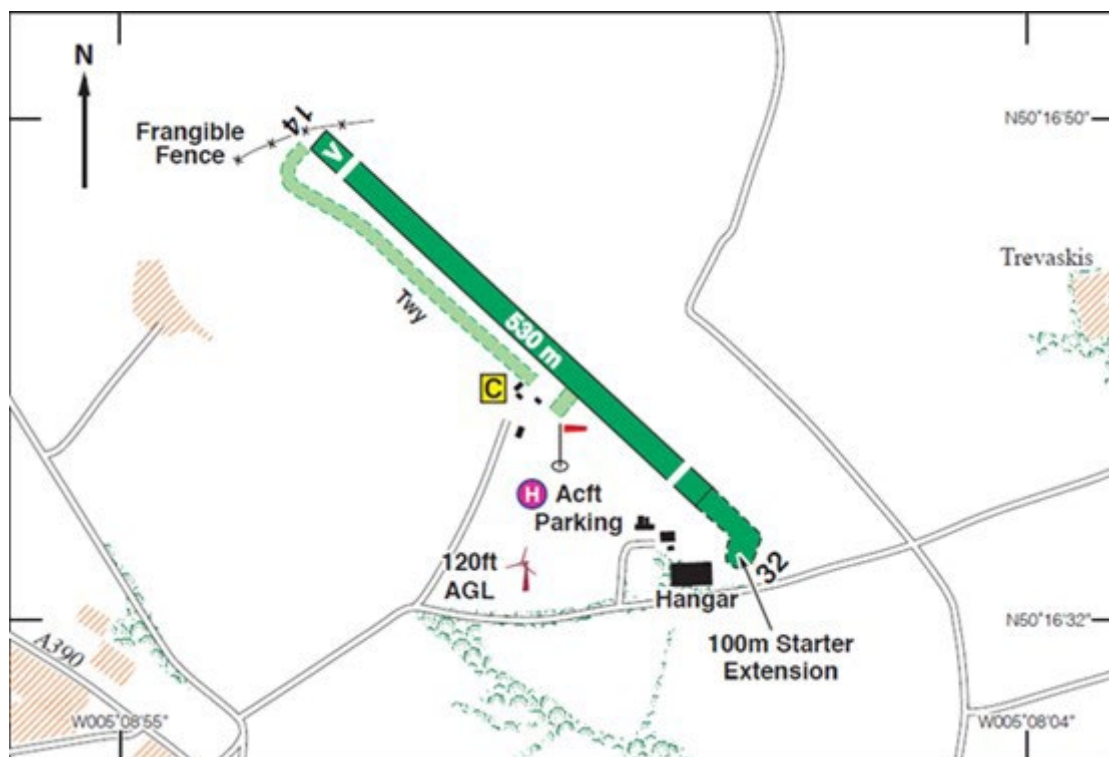 N
14
Frangible
Fence
N50°16'50"
Trevaskis
Twy
530 m
C
H
Acft
Parking
120ft
AGL
Hangar
32
100m Starter
Extension
N50°16'32"
A390
W005°08'55"
W005°08'04"